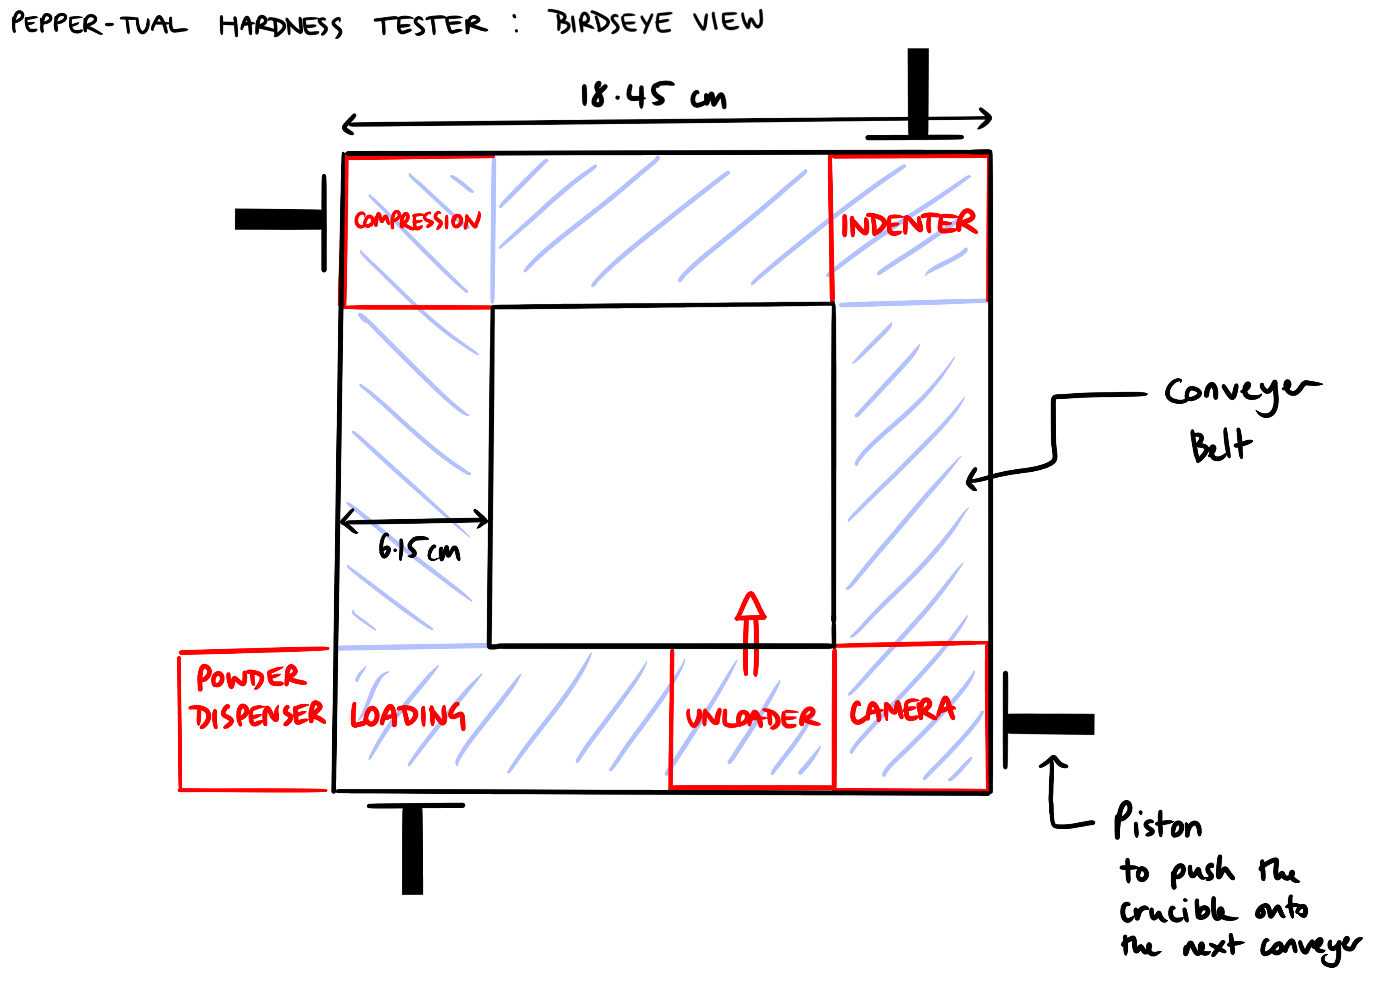 PEPPER-TUAL HARDNESS TESTER : BIRDSEYE VIEW
18.45 cm
COMPRESSION
INDENTER
Conveyer
Belt
6.15 cm
POWDER
DISPENSER
LOADING
UNLOADER
CAMERA
Piston
to push the
crucible onto
the next conveyer